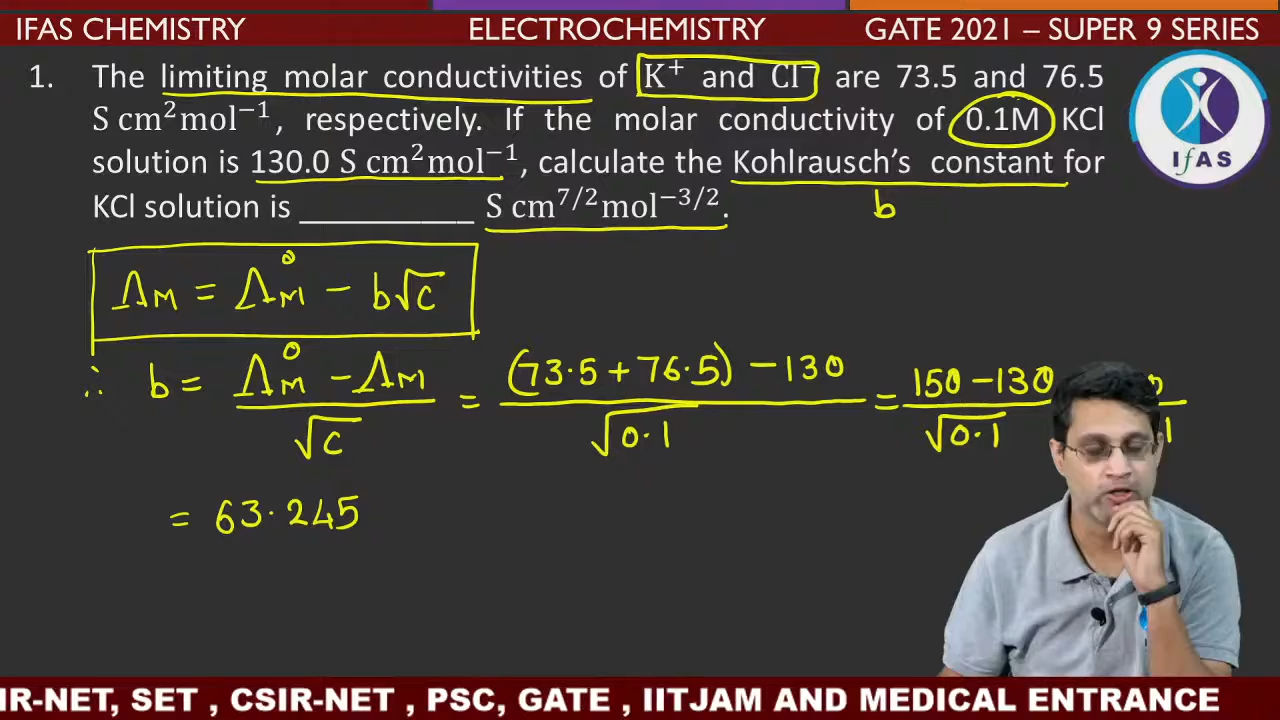 IFAS CHEMISTRY ELECTROCHEMISTRY GATE 2021 – SUPER 9 SERIES
1. The limiting molar conductivities of K⁺ and Cl⁻ are 73.5 and 76.5
S cm²mol⁻¹, respectively. If the molar conductivity of 0.1M KCl
solution is 130.0 S cm²mol⁻¹, calculate the Kohlrausch's constant for
KCl solution is __________ S cm^7/2 mol^−3/2.
IfAS
b
ΛM = Λ°M − b√c
∴ b = (Λ°M − ΛM)/√c = ((73.5 + 76.5) − 130)/√0.1 = (150 − 130)/√0.1
= 63.245
IR-NET, SET , CSIR-NET , PSC, GATE , IITJAM AND MEDICAL ENTRANCE